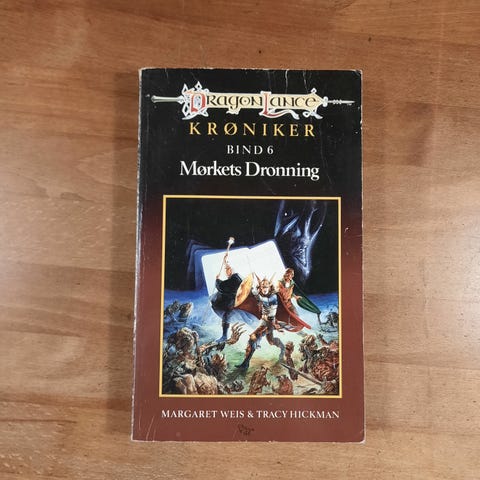 DRAGONLANCE
KRØNIKER
BIND 6
Mørkets Dronning
MARGARET WEIS & TRACY HICKMAN